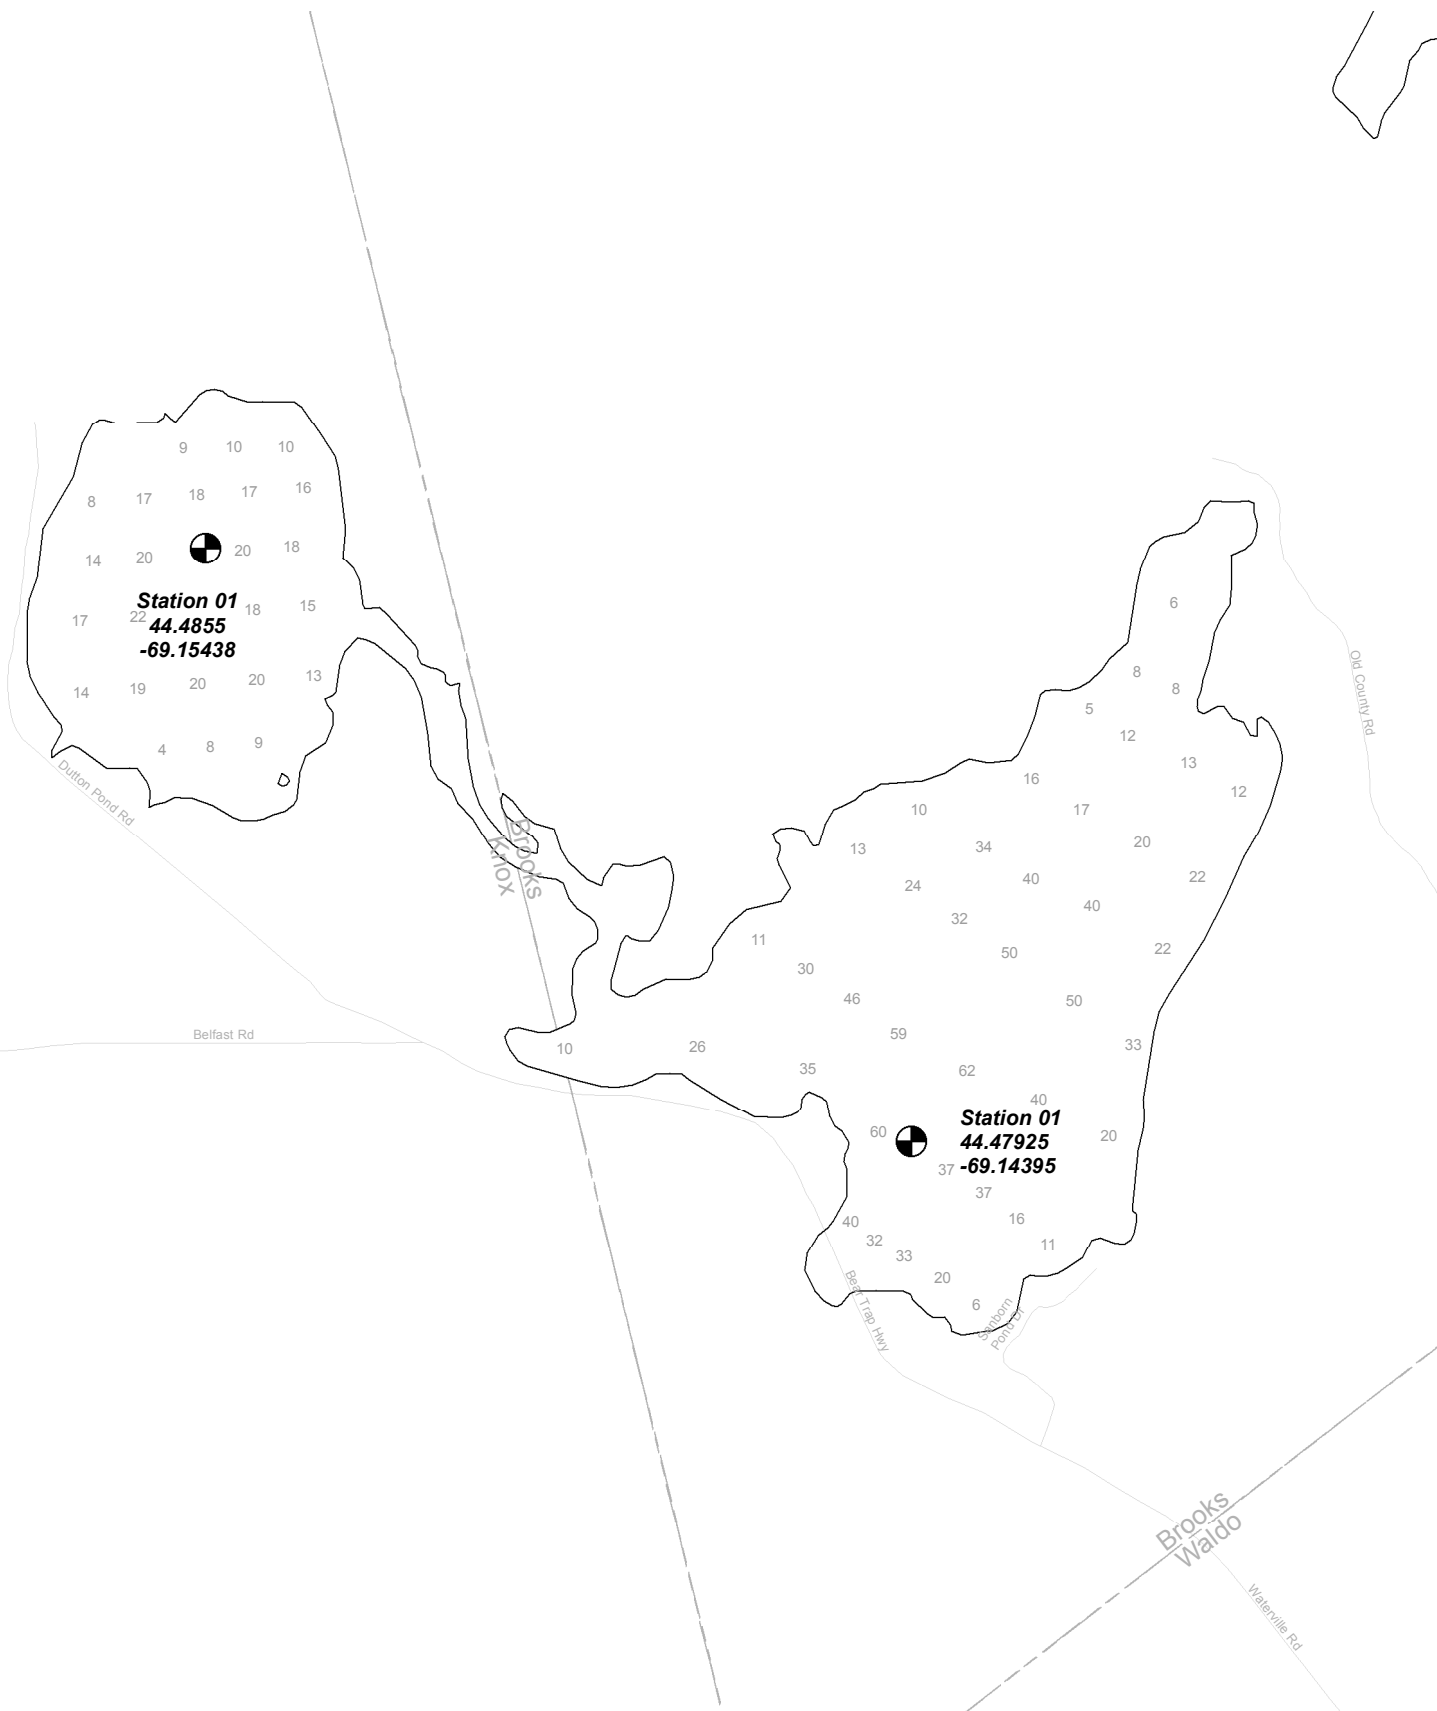 9 10 10
8 17 18 17 16
14 20 20 18
Station 01
44.4855
-69.15438
17 22 18 15
14 19 20 20 13
4 8 9
Dutton Pond Rd
Belfast Rd
Brooks
Knox
Old County Rd
6
8
8
5
12
13
12
16
17
10
20
13
34
22
24
40
40
32
11
50
22
30
46
50
59
33
10
26
35
62
40
60
20
Station 01
44.47925
-69.14395
37
37
16
40
32
33
11
20
6
Bear Trap Hwy
Sanborn
Pond Dr
Brooks
Waldo
Waterville Rd